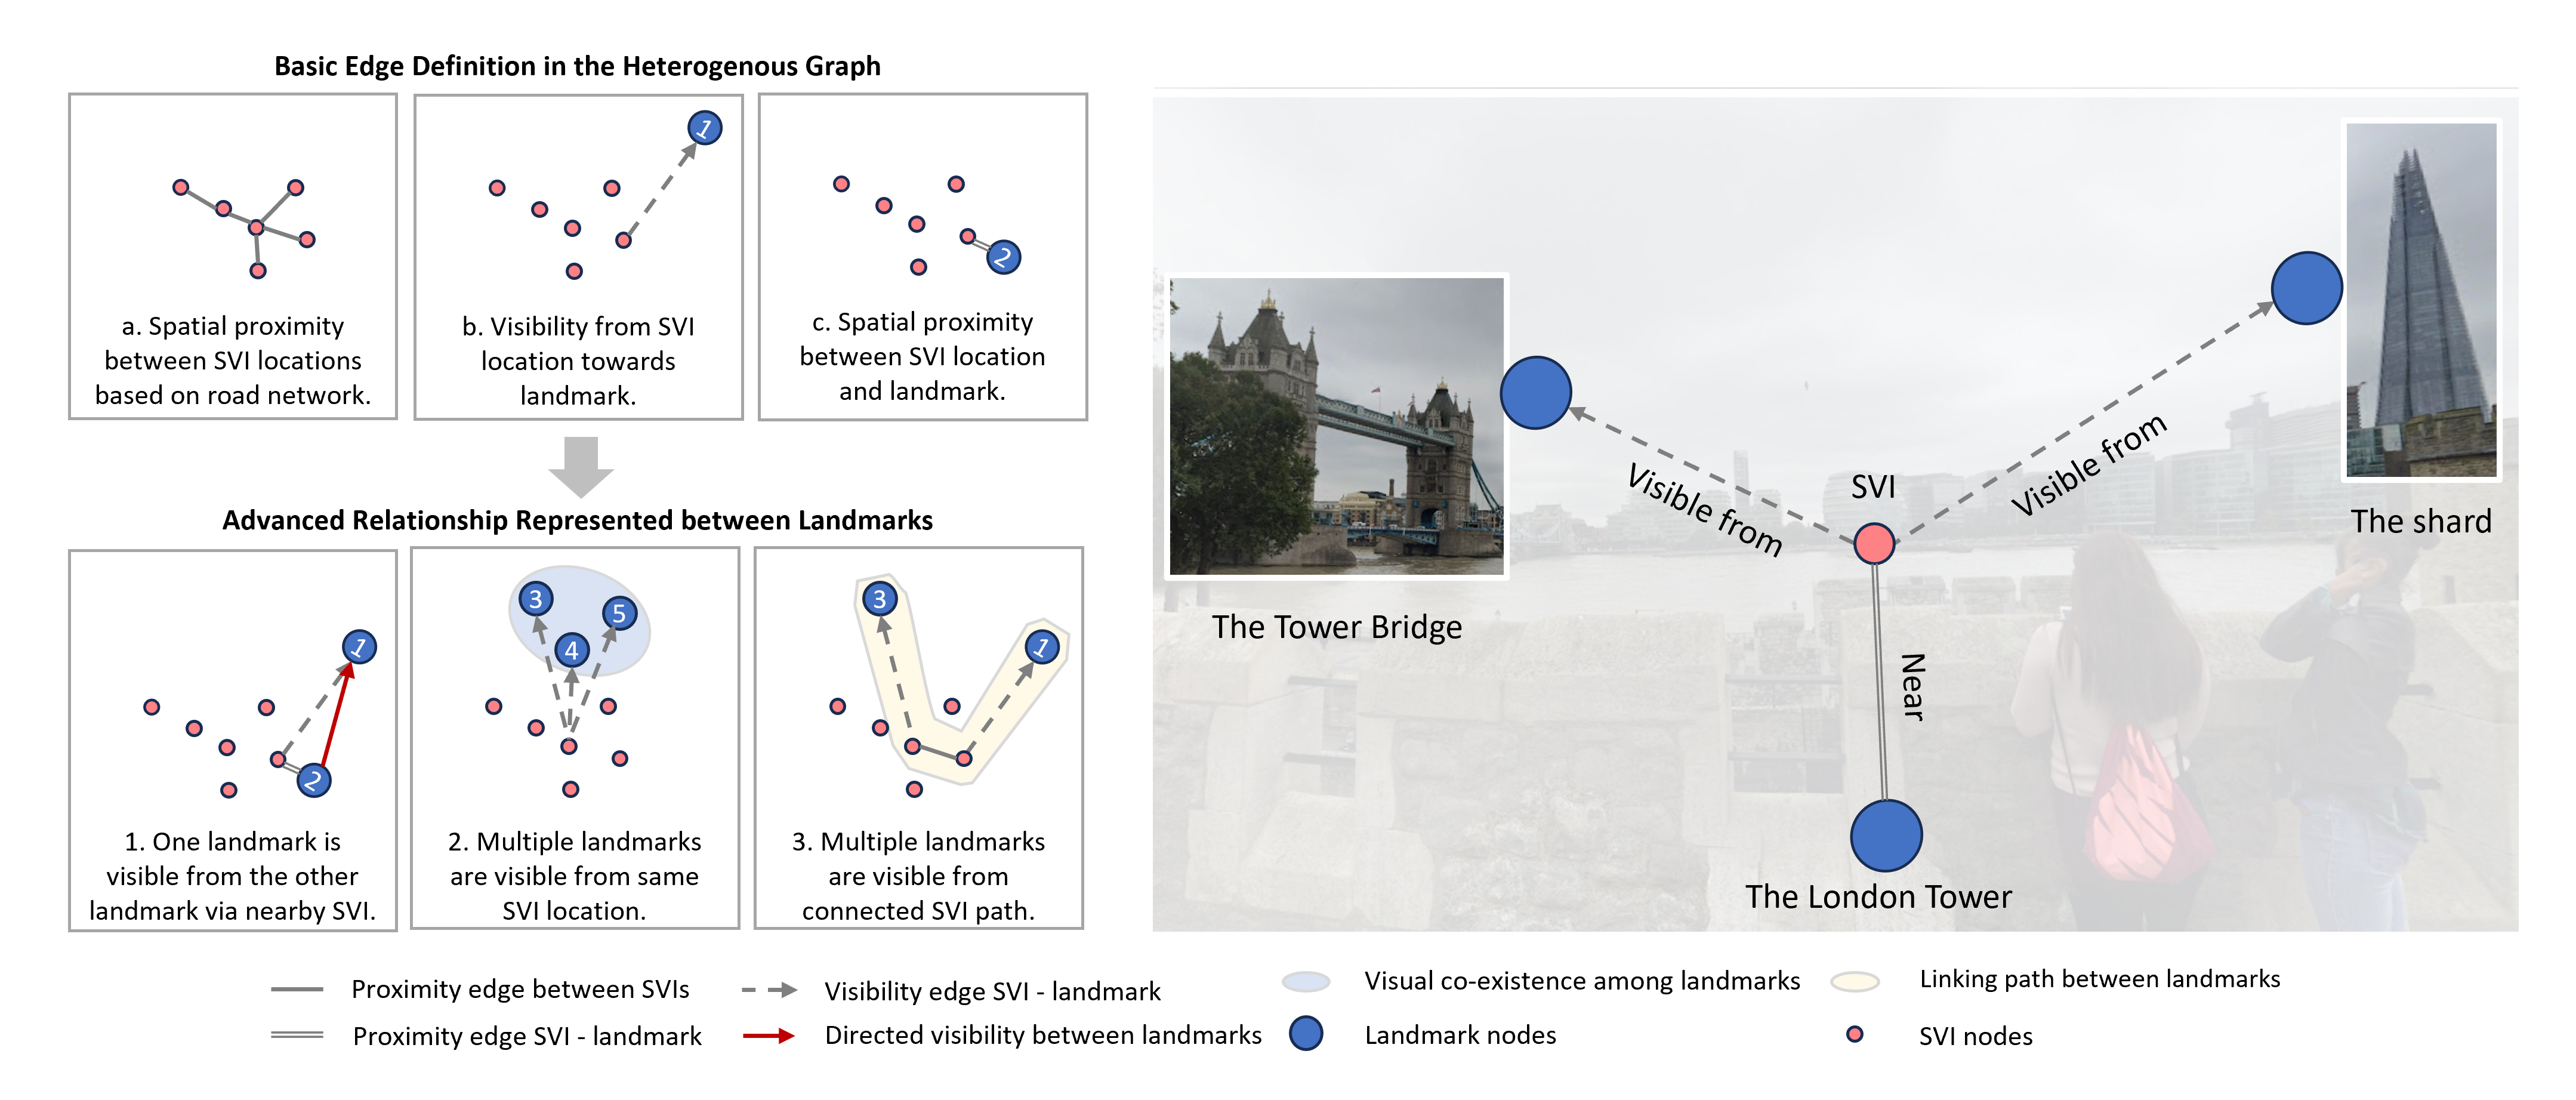 Basic Edge Definition in the Heterogenous Graph
1
2
a. Spatial proximity
between SVI locations
based on road network.
b. Visibility from SVI
location towards
landmark.
c. Spatial proximity
between SVI location
and landmark.
Advanced Relationship Represented between Landmarks
1
2
3
5
4
3
1
1. One landmark is
visible from the other
landmark via nearby SVI.
2. Multiple landmarks
are visible from same
SVI location.
3. Multiple landmarks
are visible from
connected SVI path.
The Tower Bridge
Visible from
SVI
Visible from
The shard
Near
The London Tower
Proximity edge between SVIs
Visibility edge SVI - landmark
Visual co-existence among landmarks
Linking path between landmarks
Proximity edge SVI - landmark
Directed visibility between landmarks
Landmark nodes
SVI nodes